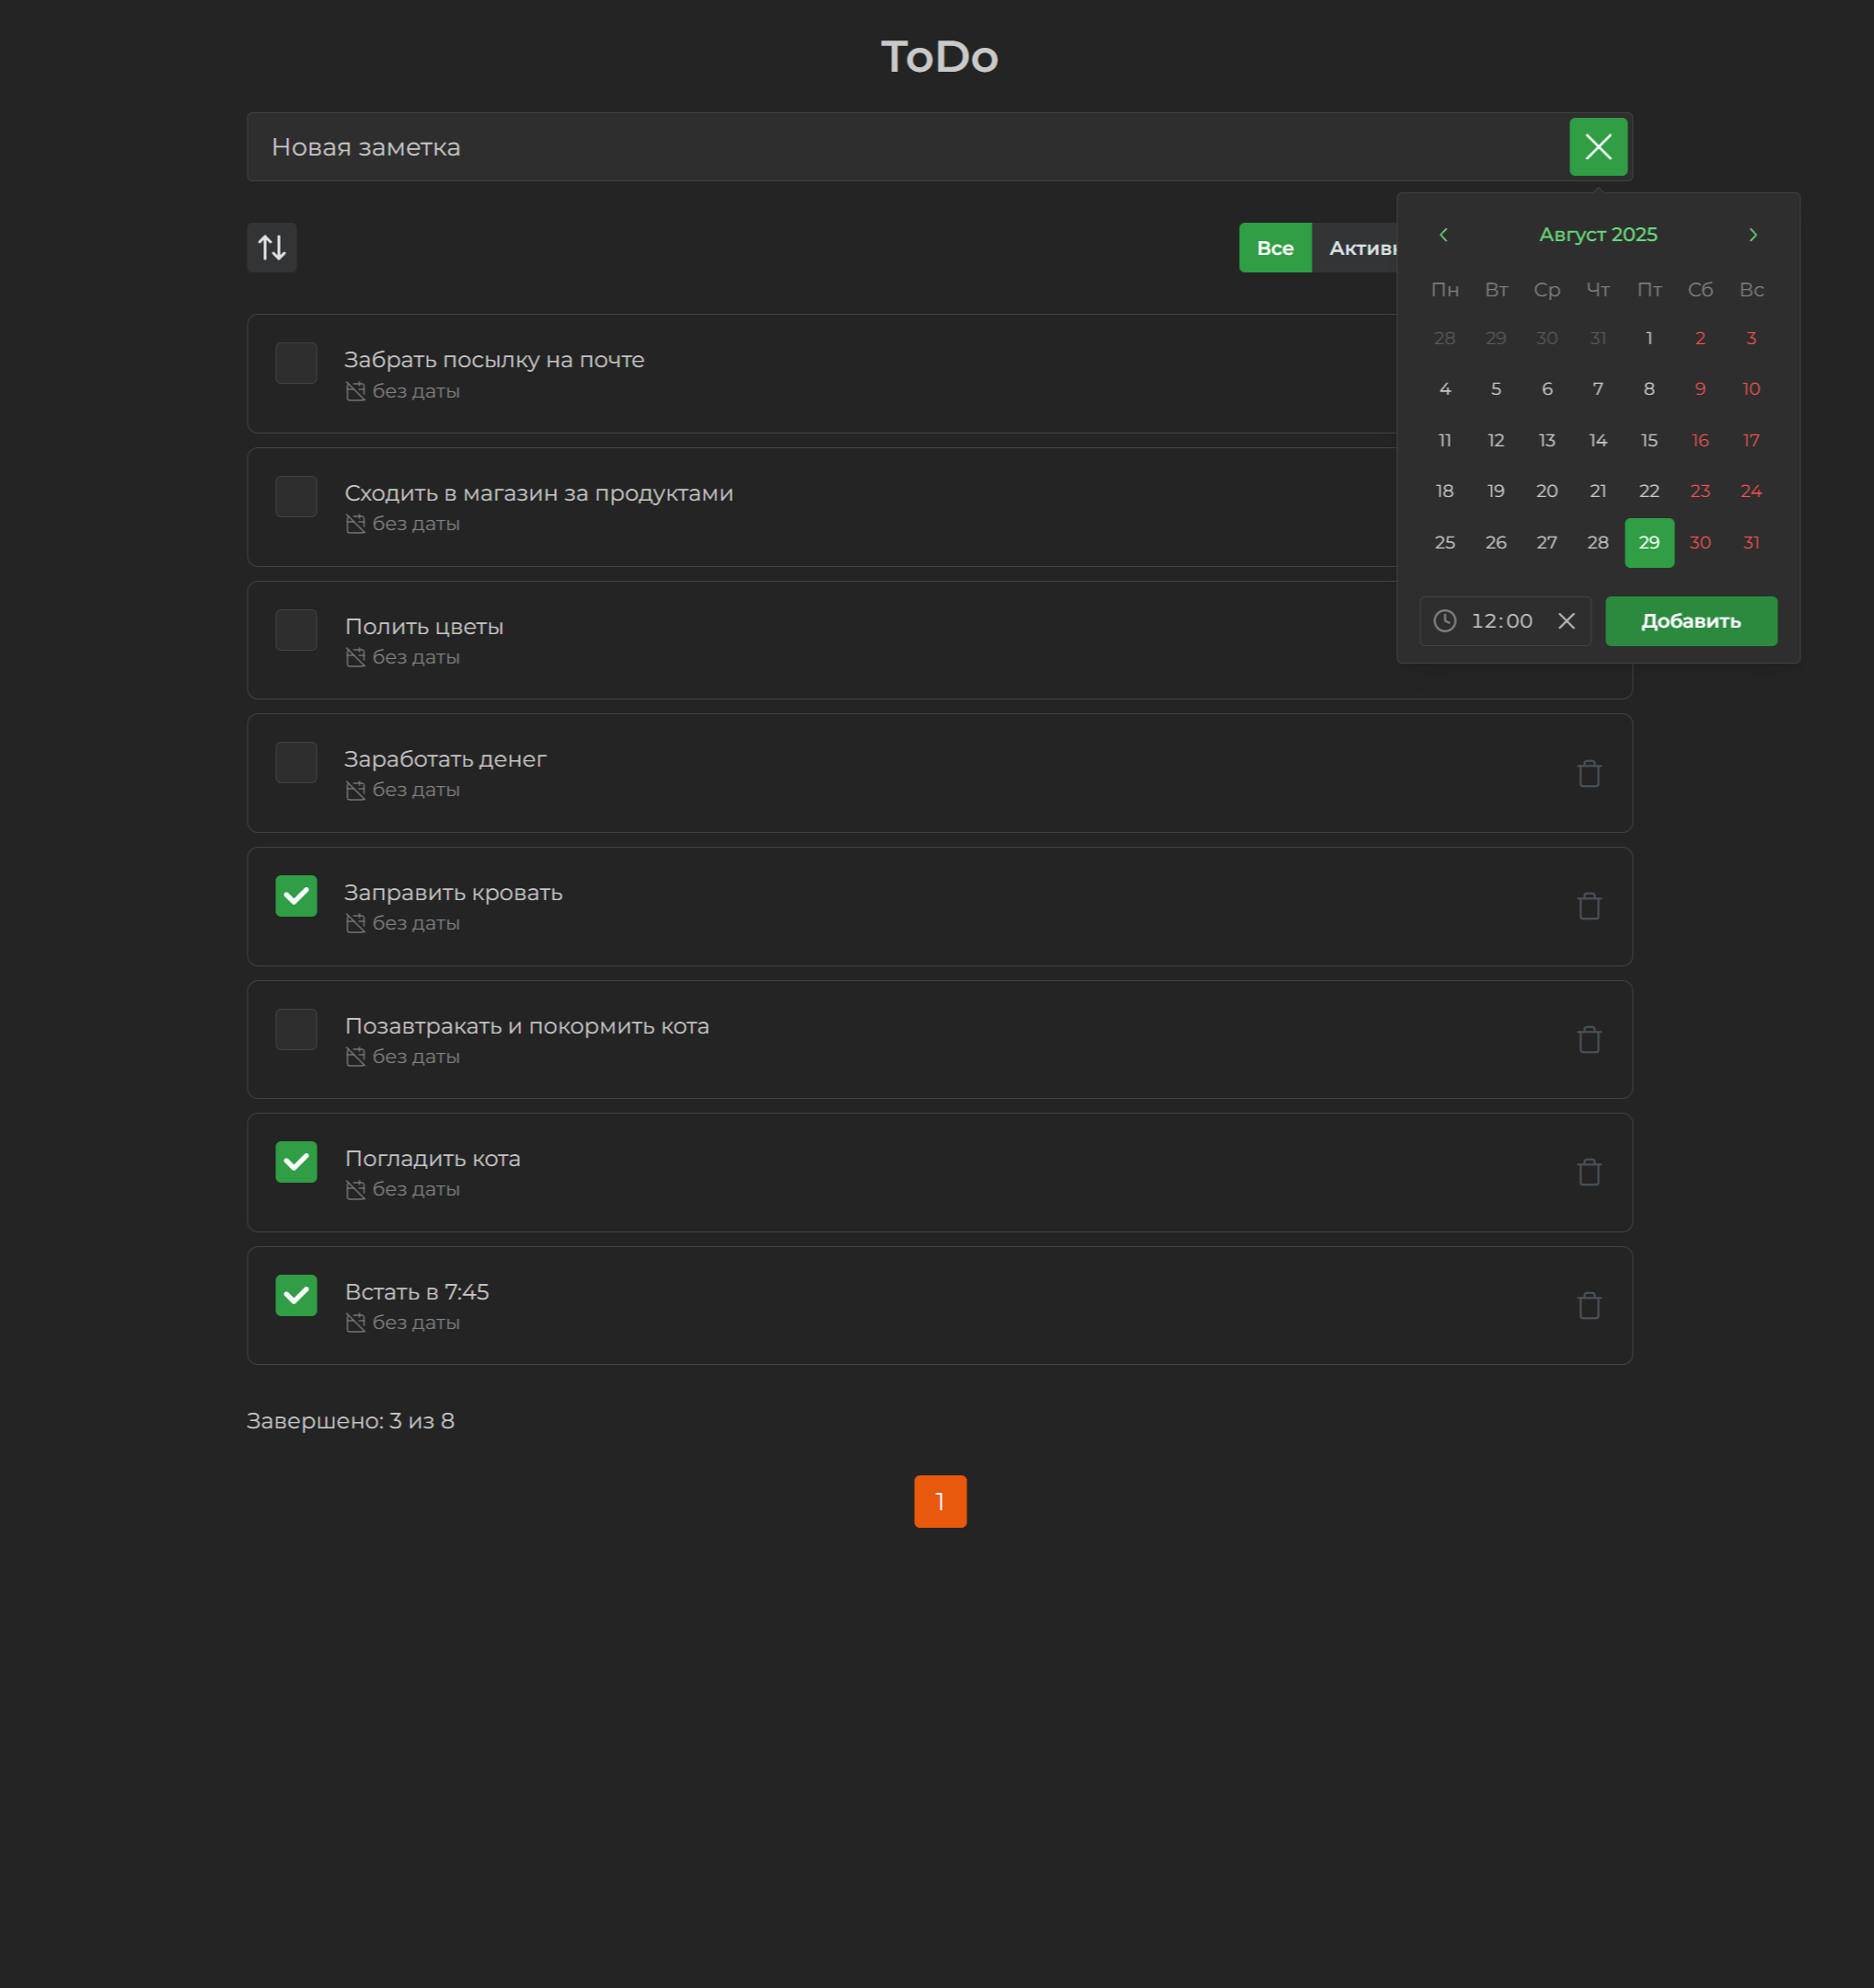 ToDo
Новая заметка
Все
Август 2025
Пн Вт Ср Чт Пт Сб Вс
28 29 30 31 1 2 3
4 5 6 7 8 9 10
11 12 13 14 15 16 17
18 19 20 21 22 23 24
25 26 27 28 29 30 31
12:00 Добавить
Забрать посылку на почте
без даты
Сходить в магазин за продуктами
без даты
Полить цветы
без даты
Заработать денег
без даты
Заправить кровать
без даты
Позавтракать и покормить кота
без даты
Погладить кота
без даты
Встать в 7:45
без даты
Завершено: 3 из 8
1